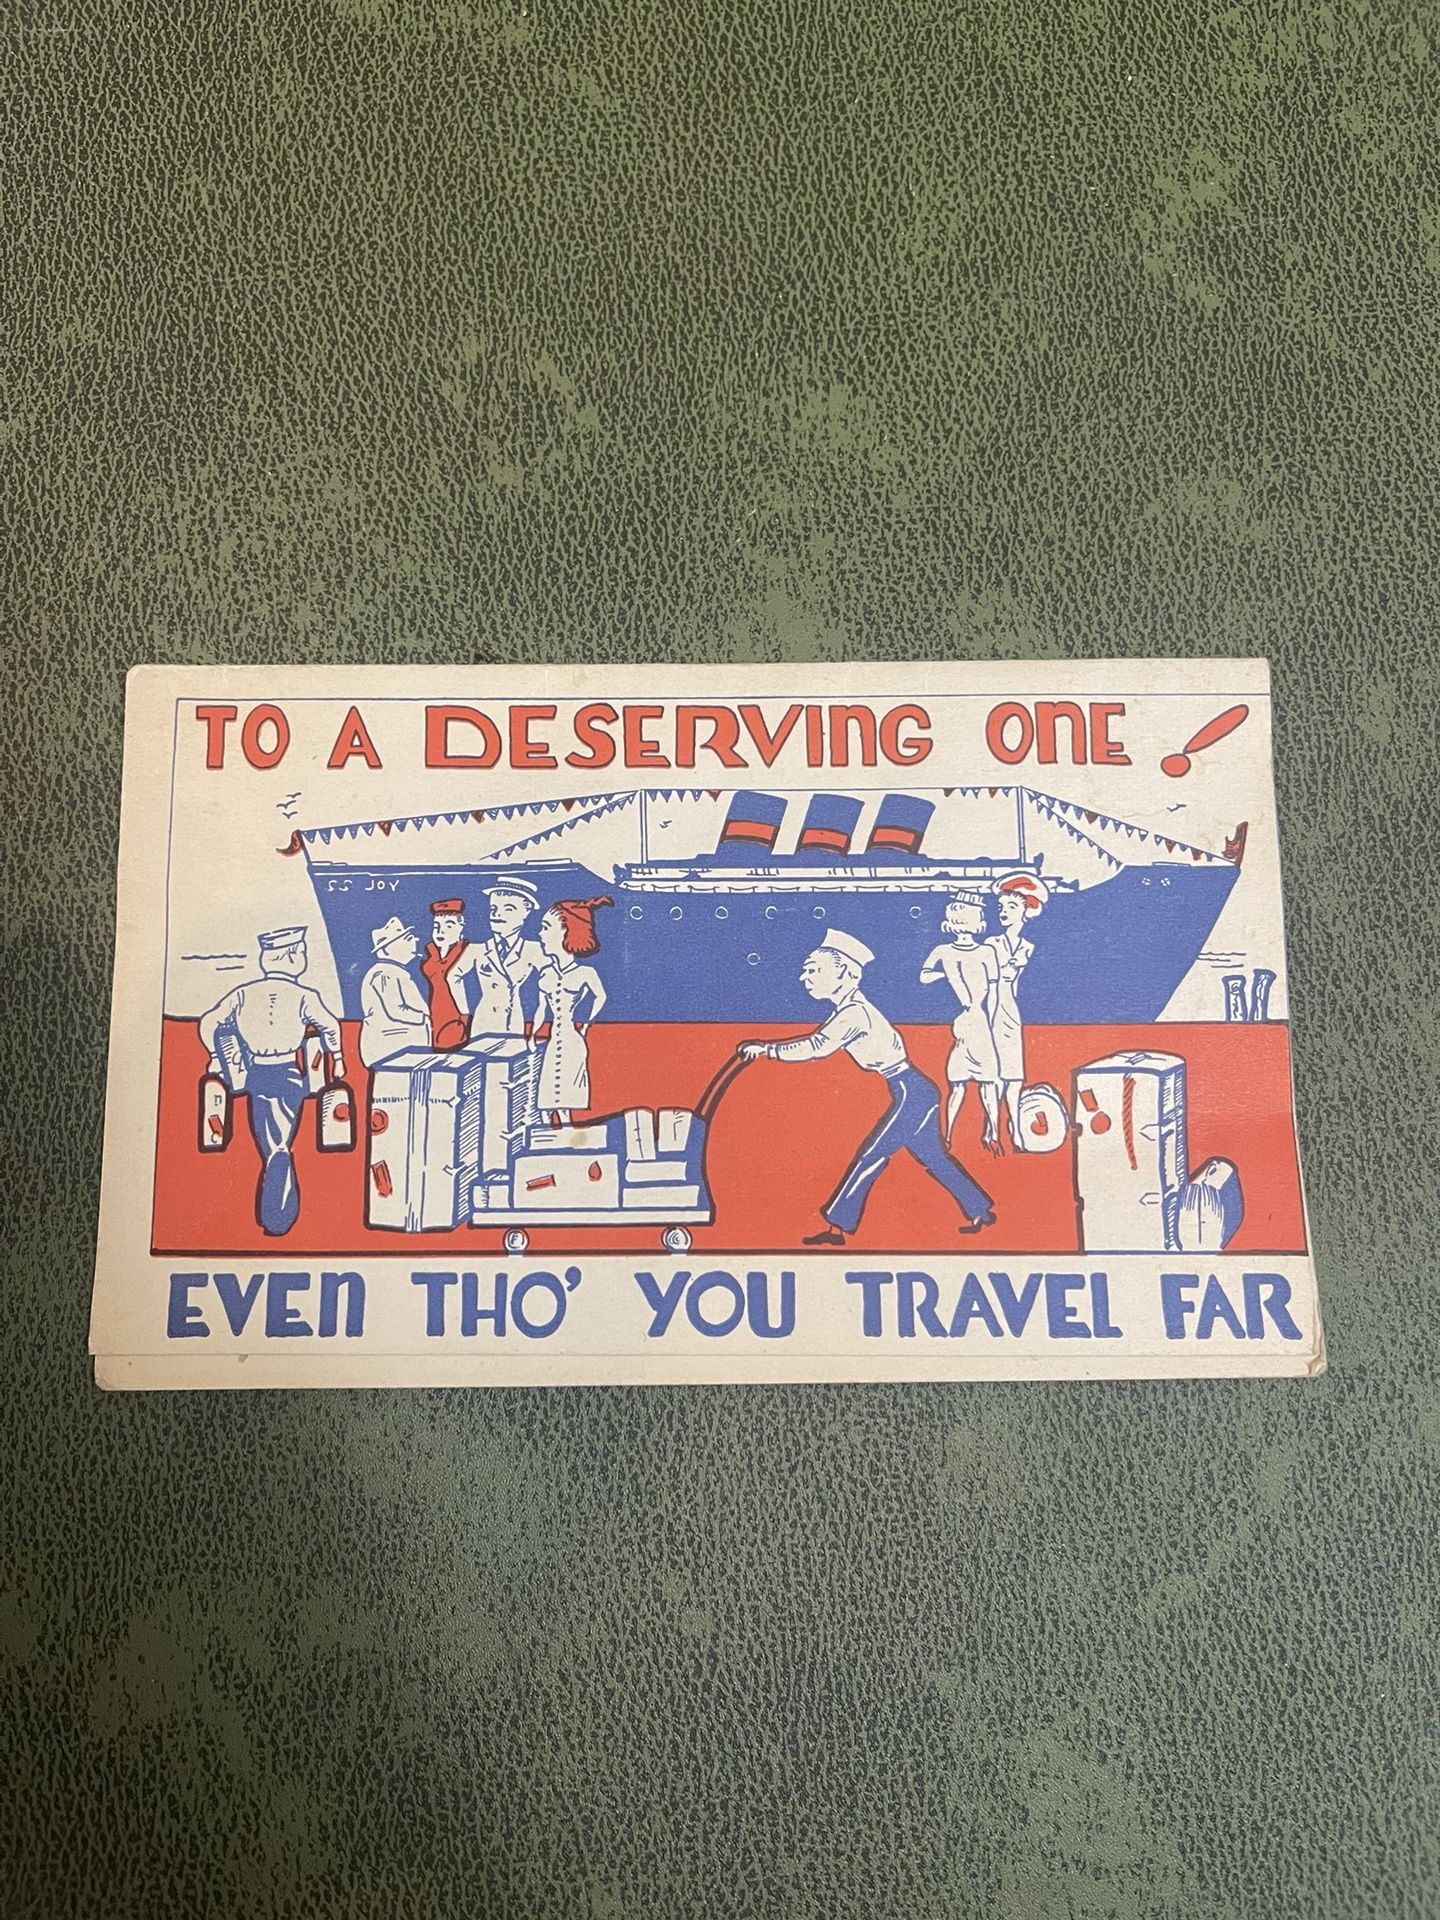 TO A DESERVING ONE!
SS JOY
EVEN THO' YOU TRAVEL FAR